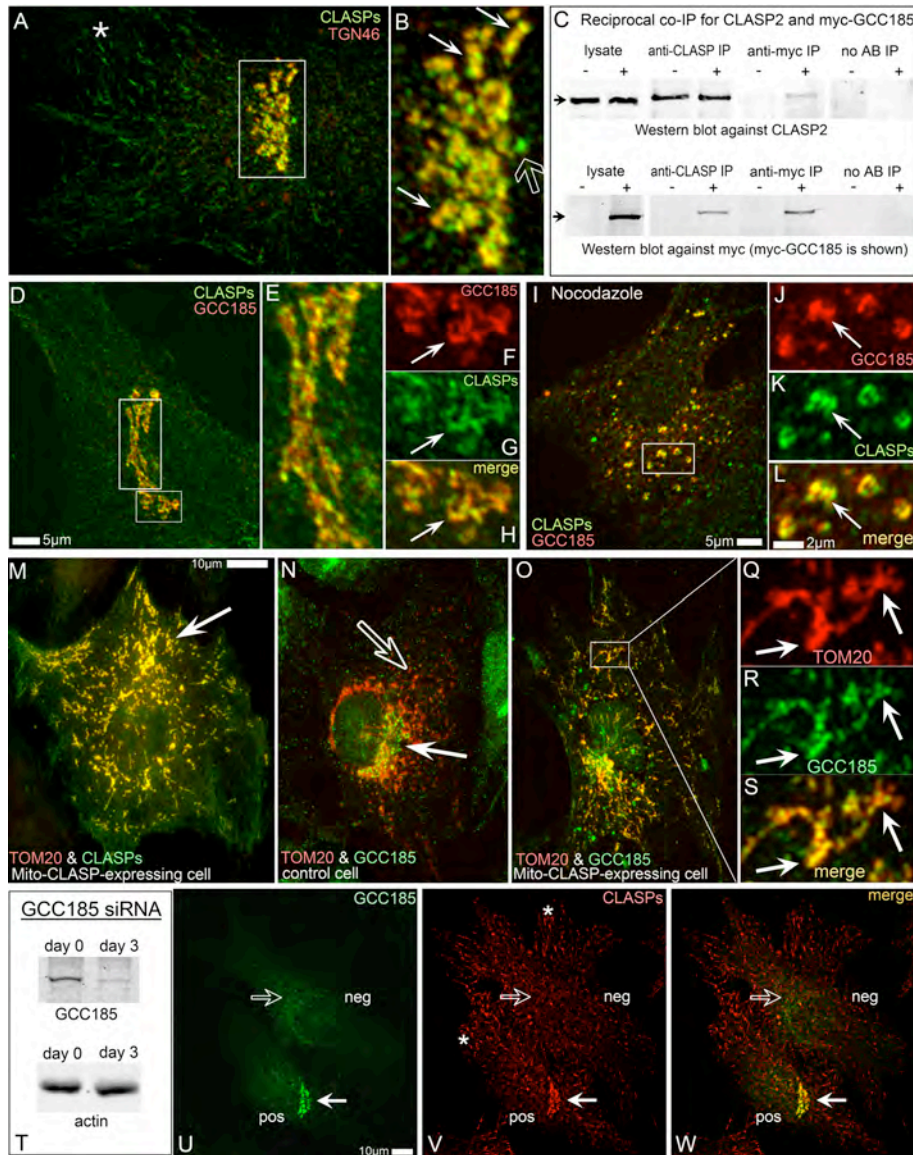 A
*
CLASPs
TGN46
B
C Reciprocal co-IP for CLASP2 and myc-GCC185
lysate anti-CLASP IP anti-myc IP no AB IP
- + - + - + - +
Western blot against CLASP2
lysate anti-CLASP IP anti-myc IP no AB IP
- + - + - + - +
Western blot against myc (myc-GCC185 is shown)
D CLASPs
GCC185
5µm
E
GCC185
F
CLASPs
G
merge
H
I Nocodazole
CLASPs
GCC185
5µm
J
GCC185
K
CLASPs
L
2µm merge
M 10µm
TOM20 & CLASPs
Mito-CLASP-expressing cell
N
TOM20 & GCC185
control cell
O
TOM20 & GCC185
Mito-CLASP-expressing cell
Q
TOM20
R
GCC185
S
merge
GCC185 siRNA
day 0 day 3
GCC185
day 0 day 3
actin
T
GCC185
neg
pos
U 10µm
CLASPs
*
neg
*
pos
V
merge
neg
pos
W